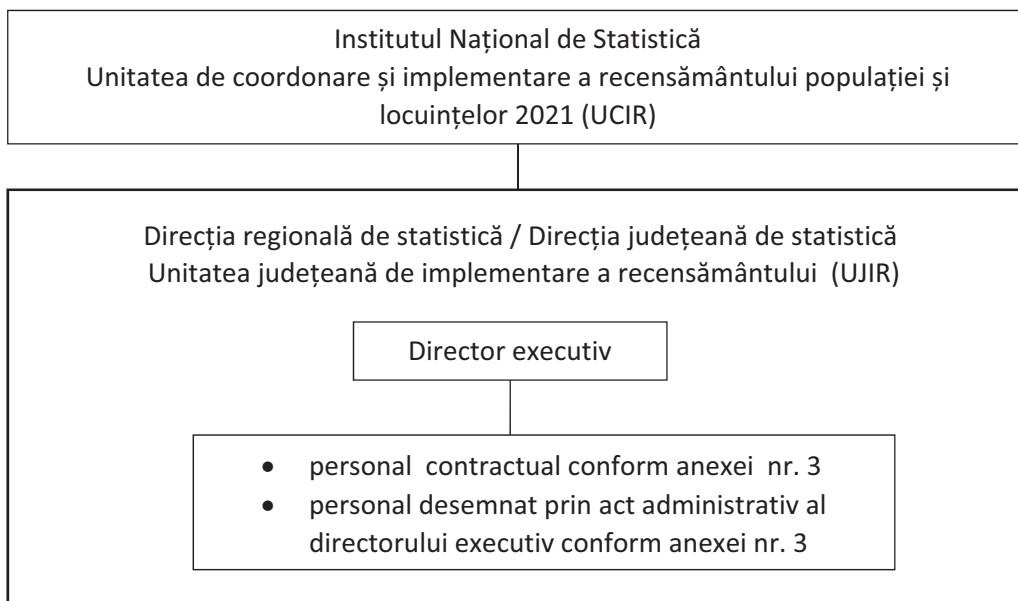 Institutul Național de Statistică
Unitatea de coordonare și implementare a recensământului populației și
locuințelor 2021 (UCIR)
Direcția regională de statistică / Direcția județeană de statistică
Unitatea județeană de implementare a recensământului (UJIR)
Director executiv
• personal contractual conform anexei nr. 3
• personal desemnat prin act administrativ al
directorului executiv conform anexei nr. 3